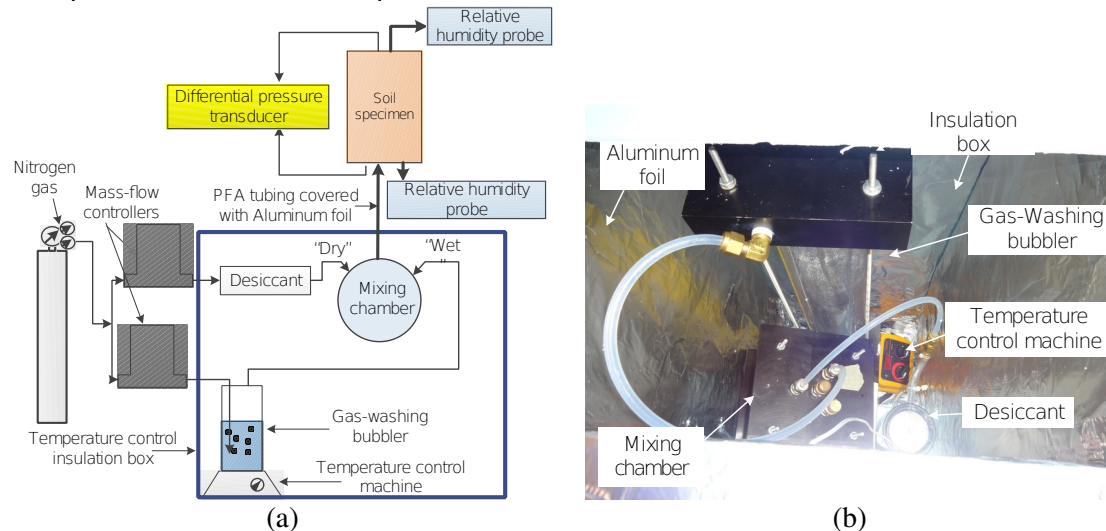 Relative
humidity probe
Differential pressure
transducer
Soil
specimen
Nitrogen
gas
Mass-flow
controllers
PFA tubing covered
with Aluminum foil
Relative humidity
probe
"Dry"
"Wet
Desiccant
Mixing
chamber
Gas-washing
bubbler
Temperature control
insulation box
Temperature control
machine
(a)
Aluminum
foil
Insulation
box
Gas-Washing
bubbler
Temperature
control machine
Desiccant
Mixing
chamber
(b)